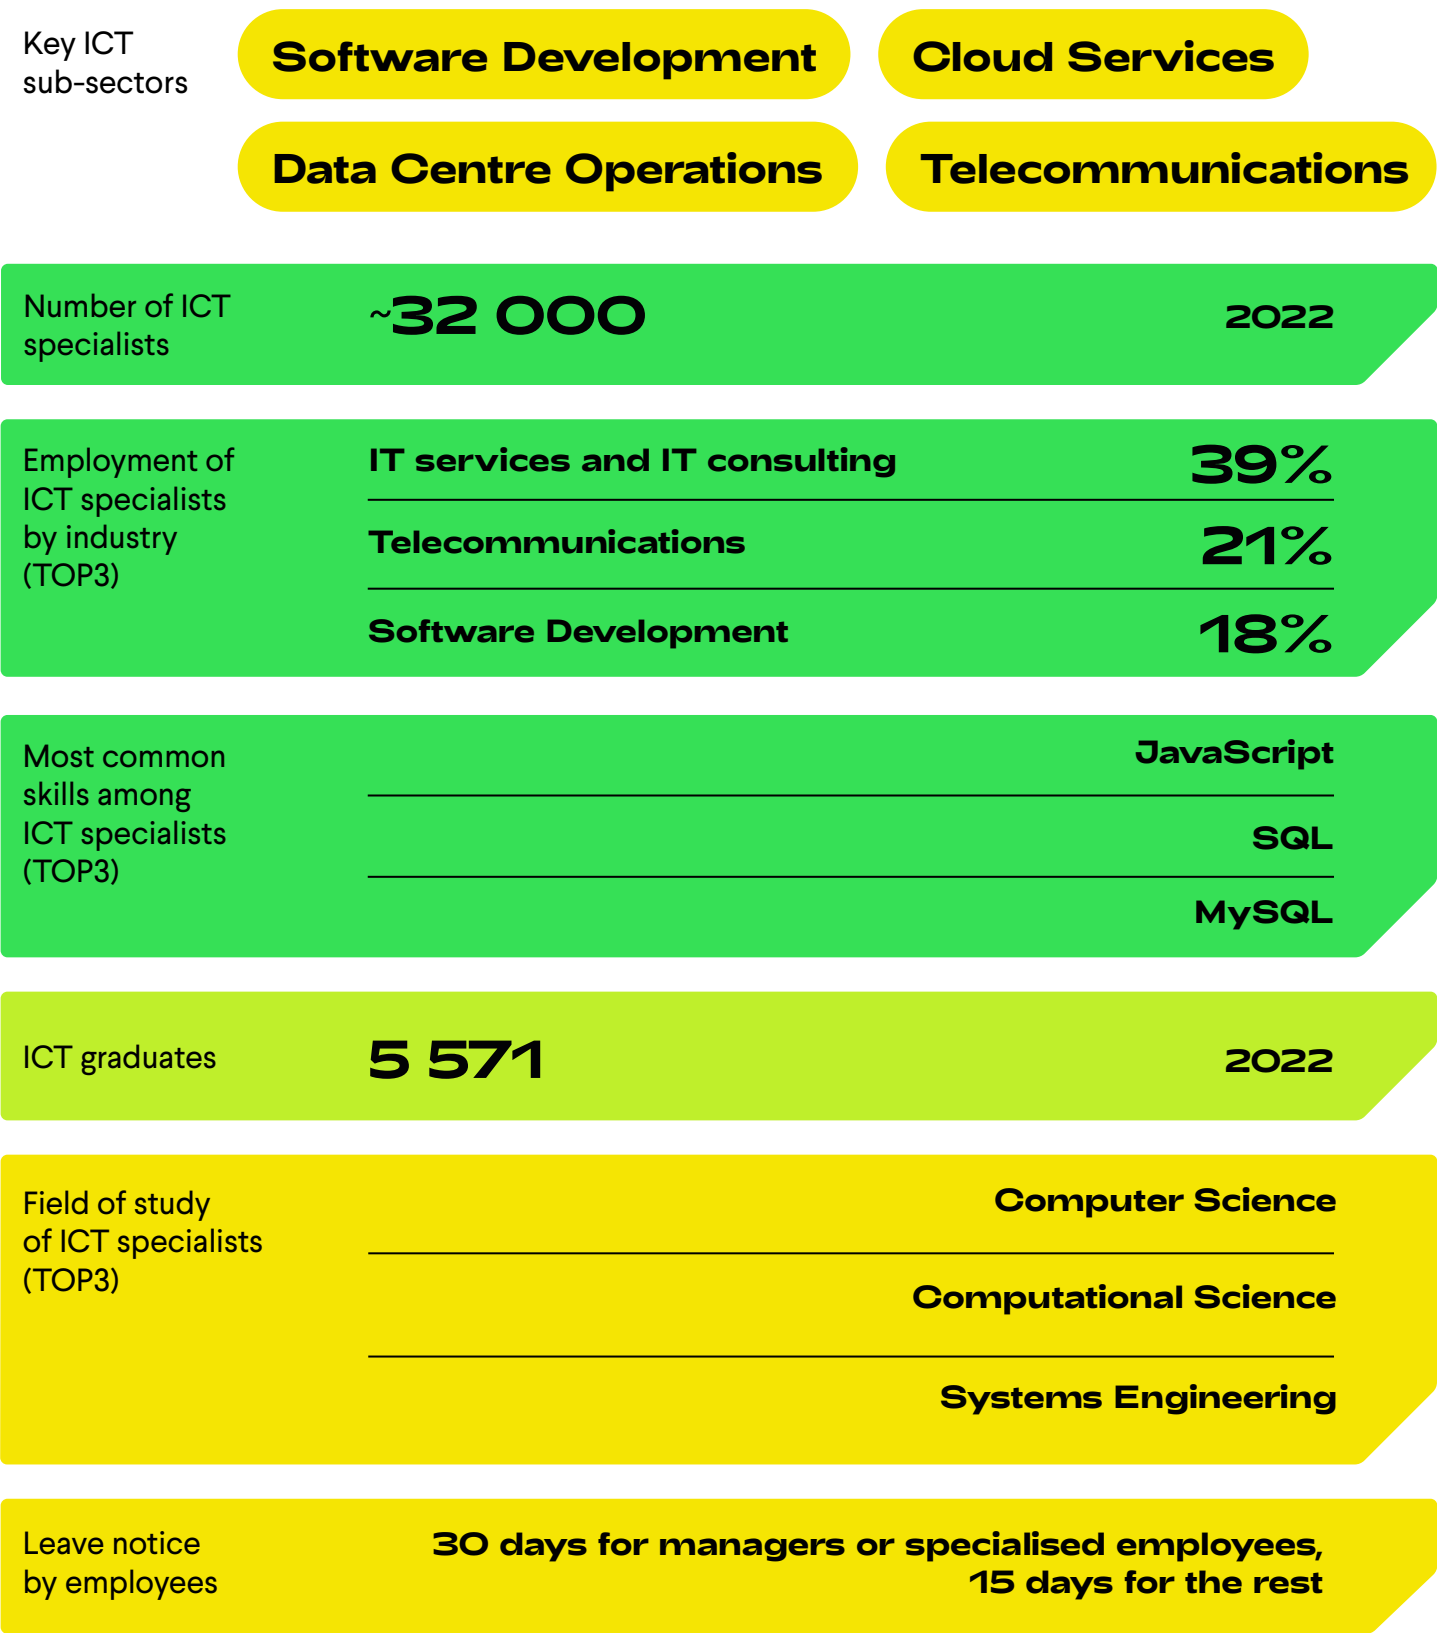 Key ICT
sub-sectors
Software Development
Cloud Services
Data Centre Operations
Telecommunications
Number of ICT
specialists
~32 000
2022
Employment of
ICT specialists
by industry
(TOP3)
IT services and IT consulting
39%
Telecommunications
21%
Software Development
18%
Most common
skills among
ICT specialists
(TOP3)
JavaScript
SQL
MySQL
ICT graduates
5 571
2022
Field of study
of ICT specialists
(TOP3)
Computer Science
Computational Science
Systems Engineering
Leave notice
by employees
30 days for managers or specialised employees,
15 days for the rest